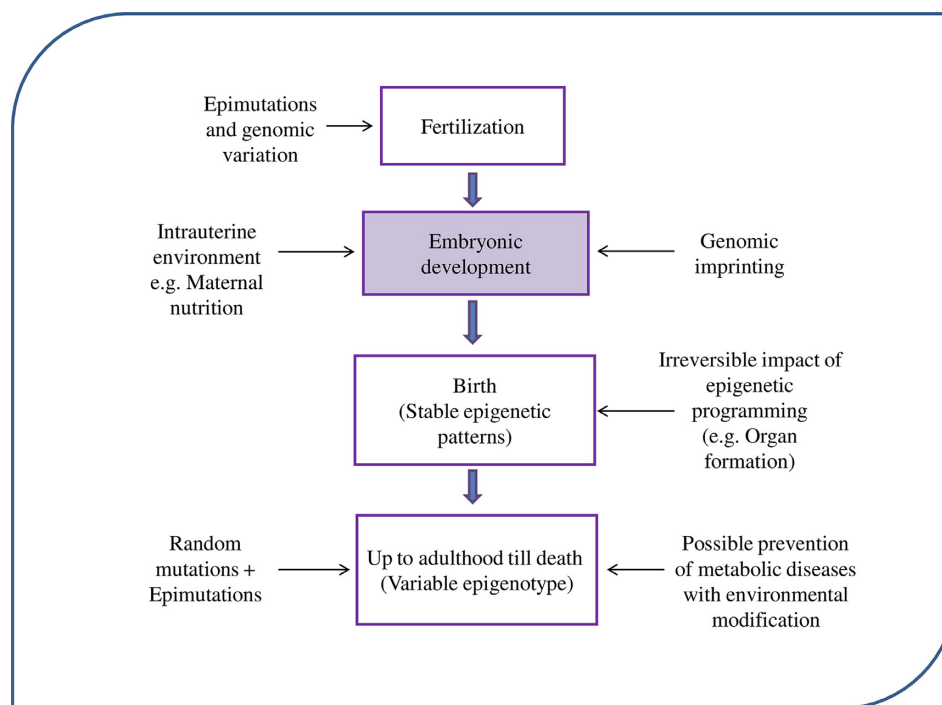 Epimutations
and genomic
variation
Fertilization
Intrauterine
environment
e.g. Maternal
nutrition
Embryonic
development
Genomic
imprinting
Birth
(Stable epigenetic
patterns)
Irreversible impact of
epigenetic
programming
(e.g. Organ
formation)
Random
mutations +
Epimutations
Up to adulthood till death
(Variable epigenotype)
Possible prevention
of metabolic diseases
with environmental
modification